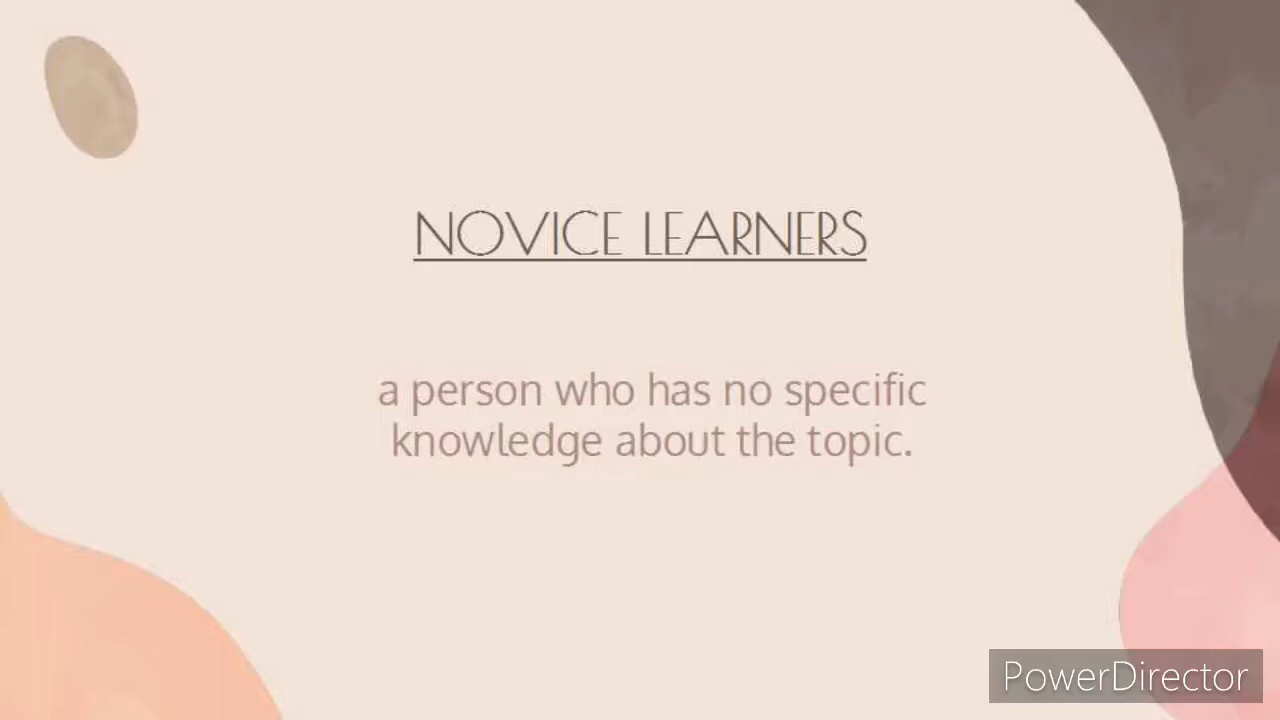 NOVICE LEARNERS
a person who has no specific
knowledge about the topic.
PowerDirector